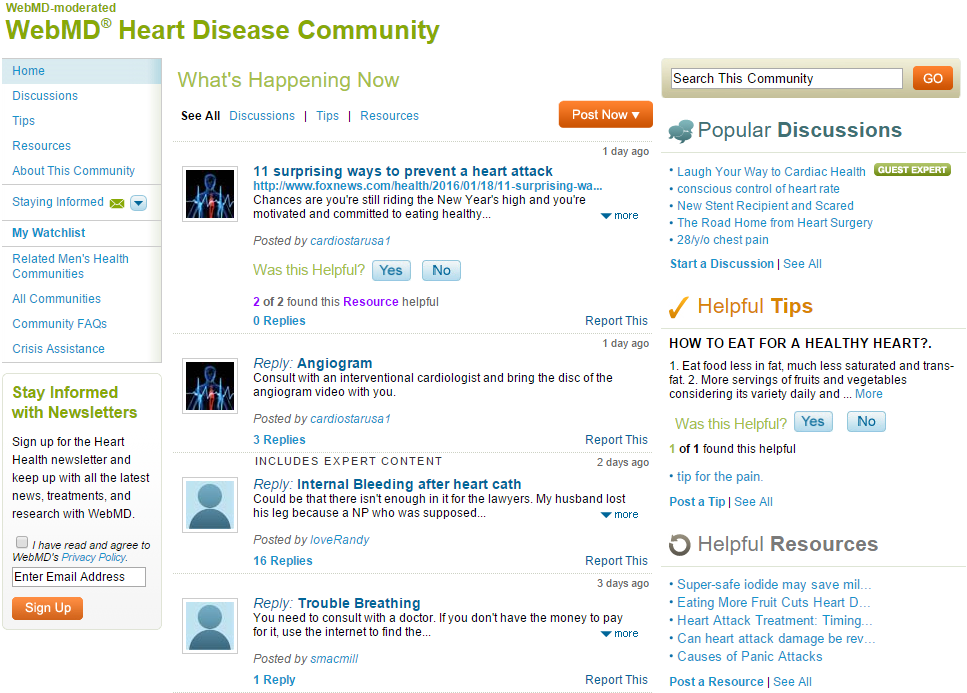 WebMD-moderated
WebMD® Heart Disease Community
Home
Discussions
Tips
Resources
About This Community
Staying Informed
My Watchlist
Related Men's Health
Communities
All Communities
Community FAQs
Crisis Assistance
Stay Informed
with Newsletters
Sign up for the Heart
Health newsletter and
keep up with all the latest
news, treatments, and
research with WebMD.
I have read and agree to
WebMD's Privacy Policy.
Enter Email Address
Sign Up
What's Happening Now
See All Discussions | Tips | Resources
Post Now ▼
1 day ago
11 surprising ways to prevent a heart attack
http://www.foxnews.com/health/2016/01/18/11-surprising-wa...
Chances are you're still riding the New Year's high and you're
motivated and committed to eating healthy...
more
Posted by cardiostarusa1
Was this Helpful? Yes No
2 of 2 found this Resource helpful
0 Replies Report This
1 day ago
Reply: Angiogram
Consult with an interventional cardiologist and bring the disc of the
angiogram video with you.
Posted by cardiostarusa1
3 Replies Report This
INCLUDES EXPERT CONTENT 2 days ago
Reply: Internal Bleeding after heart cath
Could be that there isn't enough in it for the lawyers. My husband lost
his leg because a NP who was supposed...
more
Posted by loveRandy
16 Replies Report This
3 days ago
Reply: Trouble Breathing
You need to consult with a doctor. If you don't have the money to pay
for it, use the internet to find the...
more
Posted by smacmill
1 Reply Report This
Search This Community GO
Popular Discussions
• Laugh Your Way to Cardiac Health GUEST EXPERT
• conscious control of heart rate
• New Stent Recipient and Scared
• The Road Home from Heart Surgery
• 28/y/o chest pain
Start a Discussion | See All
Helpful Tips
HOW TO EAT FOR A HEALTHY HEART?.
1. Eat food less in fat, much less saturated and trans-
fat. 2. More servings of fruits and vegetables
considering its variety daily and ... More
Was this Helpful? Yes No
1 of 1 found this helpful
• tip for the pain.
Post a Tip | See All
Helpful Resources
• Super-safe iodide may save mil...
• Eating More Fruit Cuts Heart D...
• Heart Attack Treatment: Timing...
• Can heart attack damage be rev...
• Causes of Panic Attacks
Post a Resource | See All